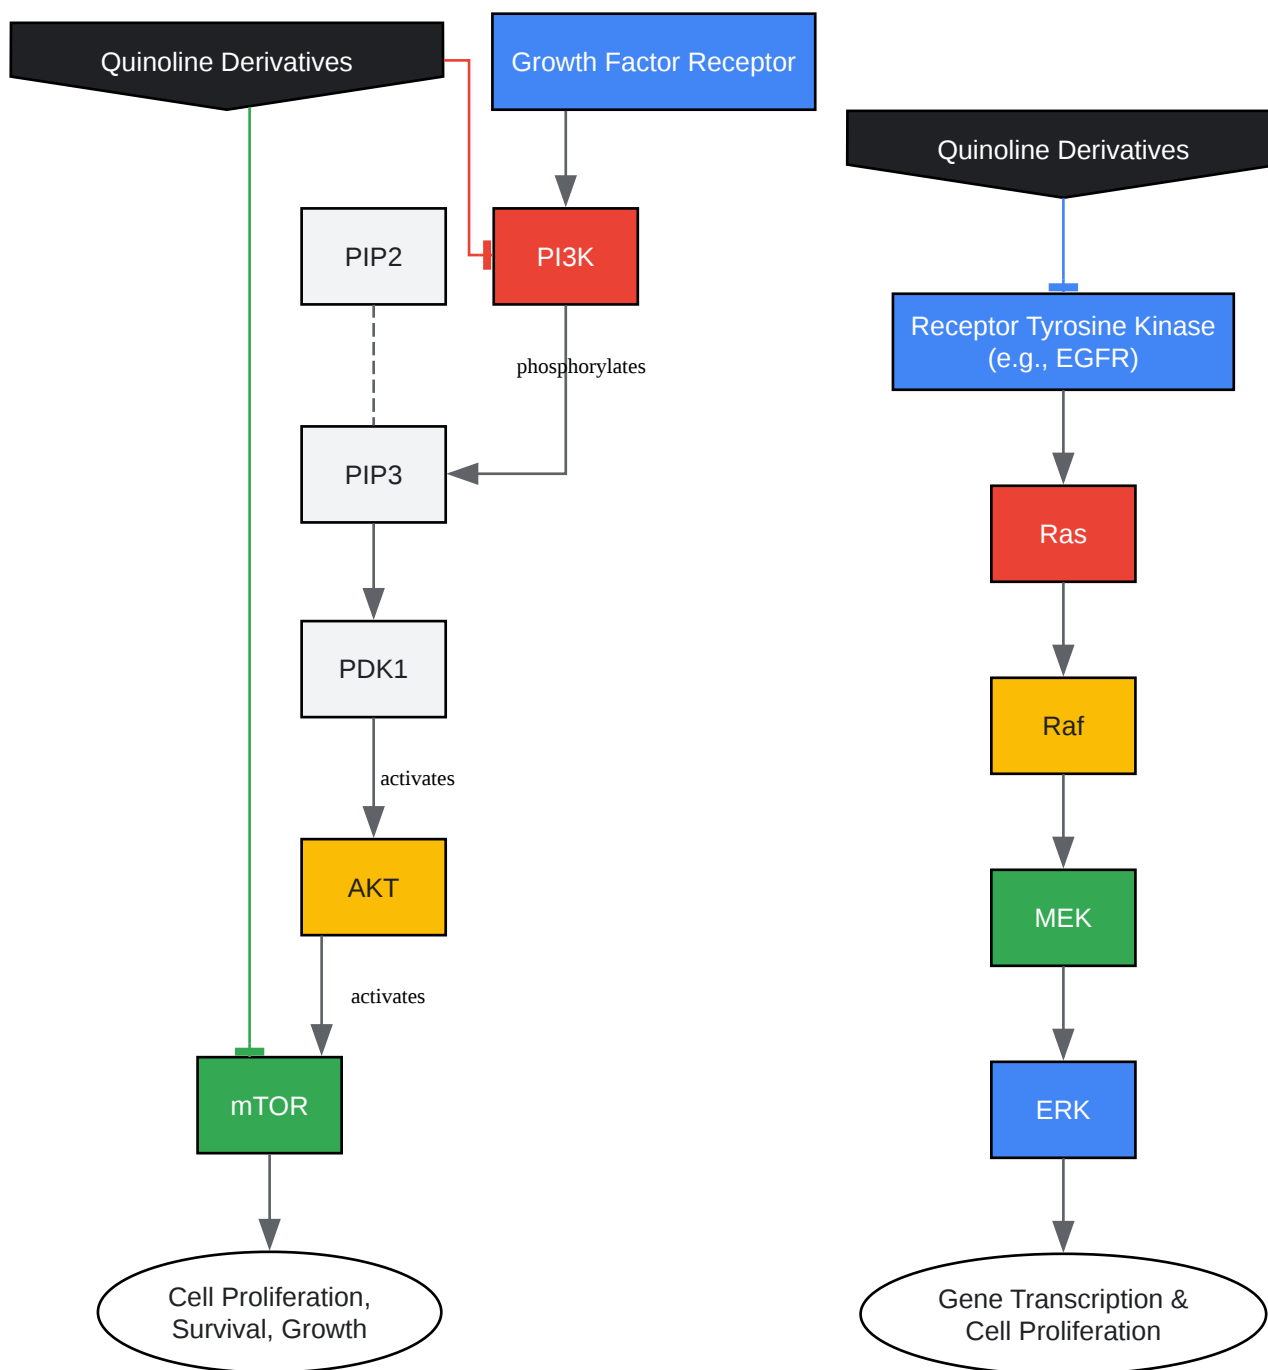 Quinoline Derivatives
Growth Factor Receptor
PIP2
PI3K
phosphorylates
PIP3
PDK1
activates
AKT
activates
mTOR
Cell Proliferation,
Survival, Growth
Quinoline Derivatives
Receptor Tyrosine Kinase
(e.g., EGFR)
Ras
Raf
MEK
ERK
Gene Transcription &
Cell Proliferation